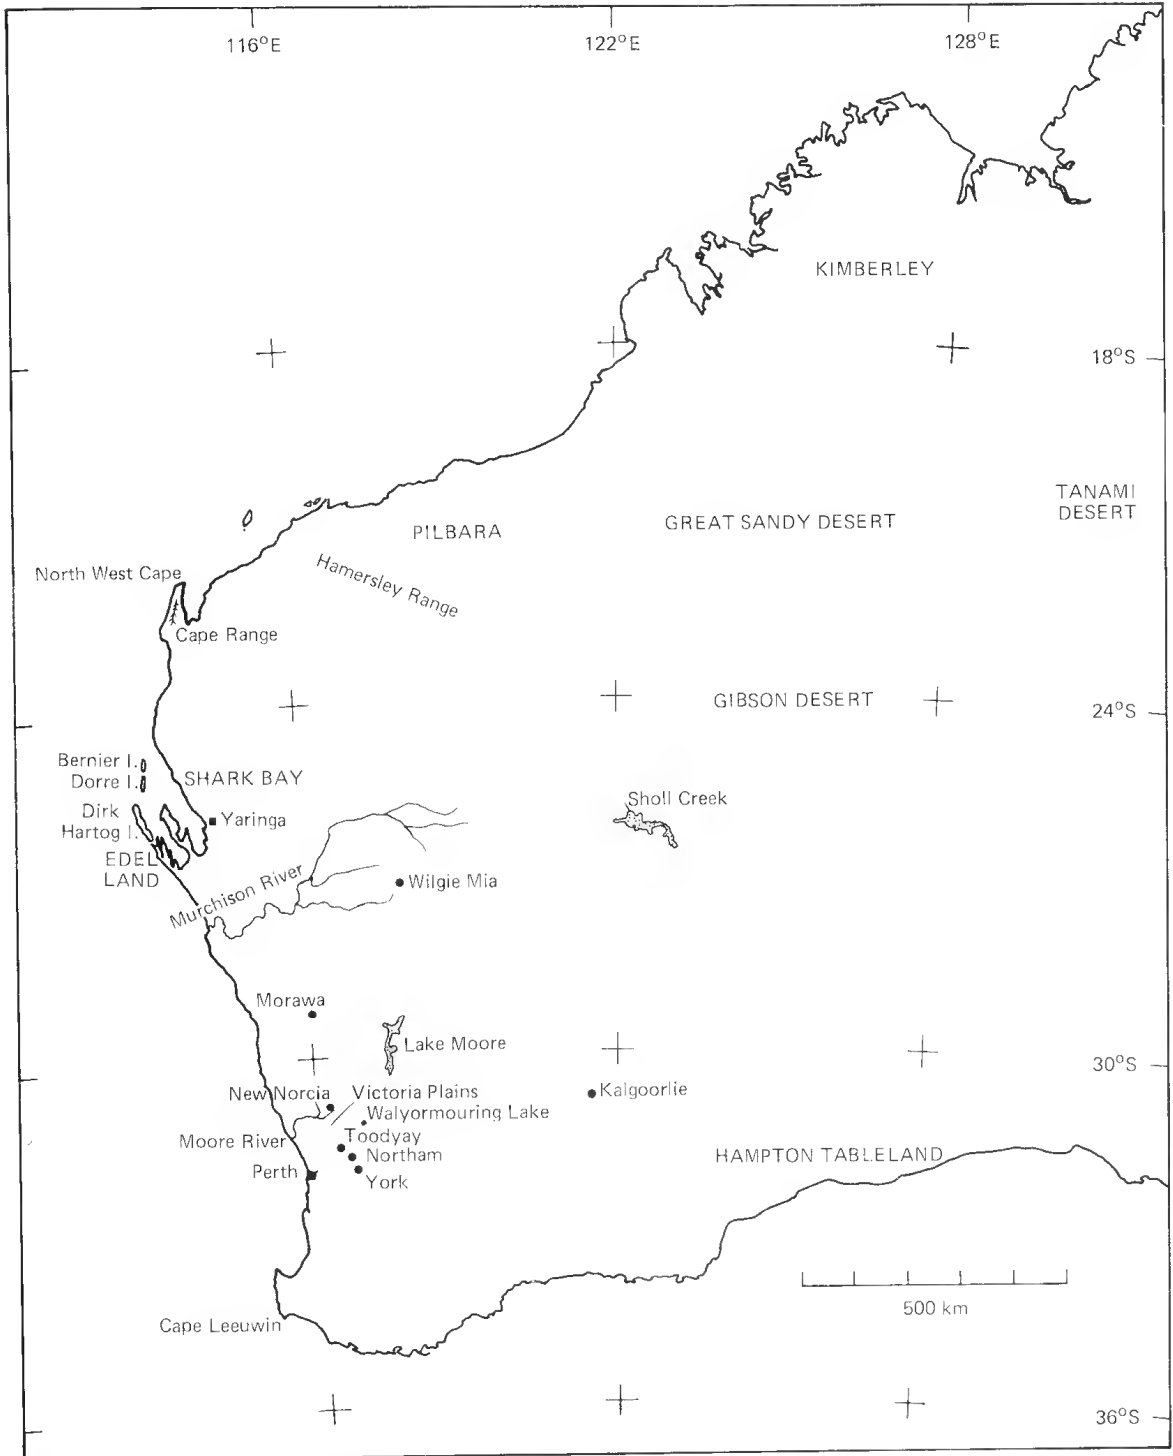 116°E
122°E
128°E
KIMBERLEY
18°S
TANAMI
DESERT
PILBARA
GREAT SANDY DESERT
North West Cape
Hamersley Range
Cape Range
GIBSON DESERT
24°S
Bernier I.
Dorre I.
SHARK BAY
Dirk
Hartog I.
Yaringa
Sholl Creek
EDEL
LAND
Murchison River
Wilgie Mia
Morawa
Lake Moore
30°S
New Norcia
Victoria Plains
Kalgoorlie
Walyormouring Lake
Moore River
Toodyay
Northam
HAMPTON TABLELAND
Perth
York
500 km
Cape Leeuwin
36°S